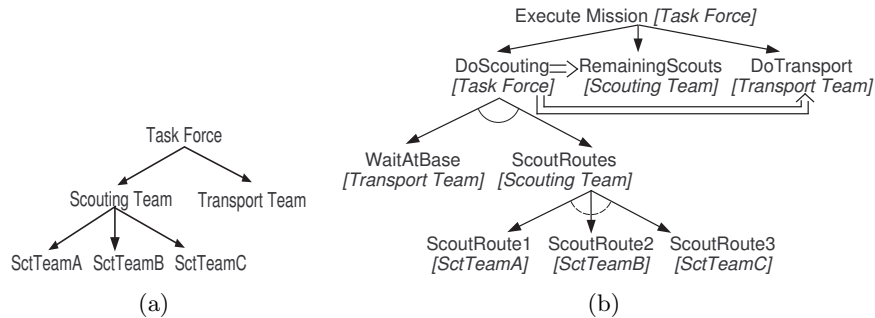 Execute Mission [Task Force]
DoScouting RemainingScouts DoTransport
[Task Force] [Scouting Team] [Transport Team]
WaitAtBase ScoutRoutes
[Transport Team] [Scouting Team]
ScoutRoute1 ScoutRoute2 ScoutRoute3
[SctTeamA] [SctTeamB] [SctTeamC]
Task Force
Scouting Team Transport Team
SctTeamA SctTeamB SctTeamC
(a) (b)